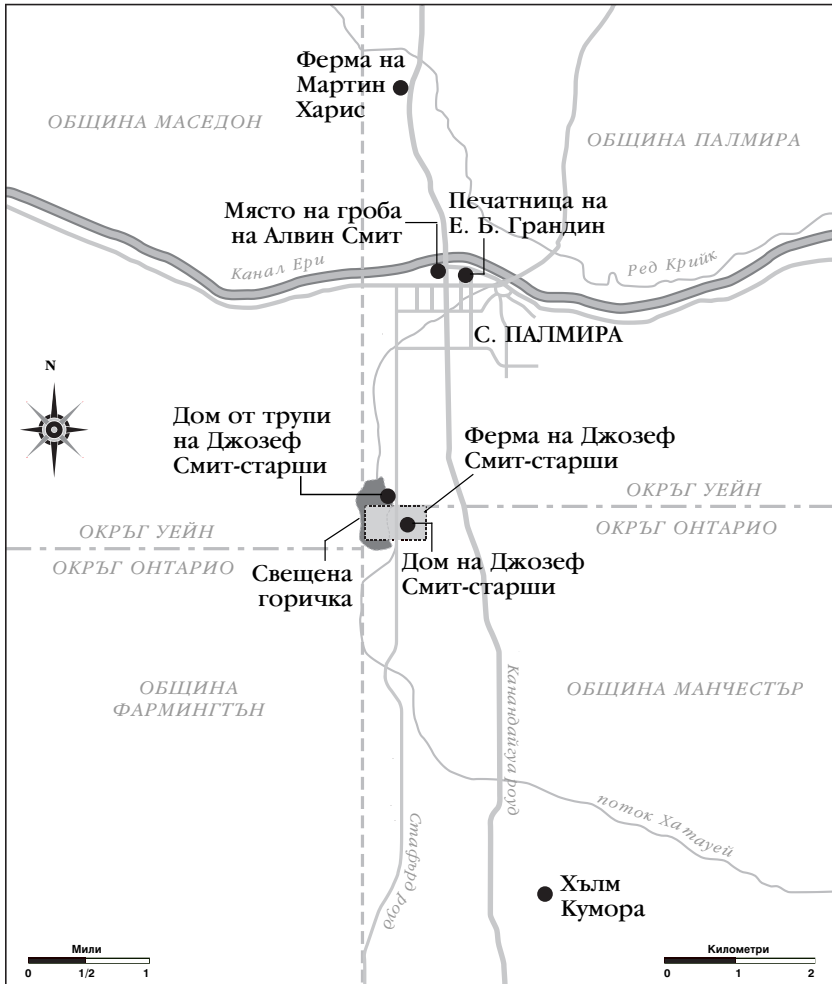 Ферма на
Мартин
Харис
ОБЩИНА МАСЕДОН
ОБЩИНА ПАЛМИРА
Място на гроба
на Алвин Смит
Печатница на
Е. Б. Грандин
Канал Ери
Ред Крийк
С. ПАЛМИРА
N
Дом от трупи
на Джозеф
Смит-старши
Ферма на Джозеф
Смит-старши
ОКРЪГ УЕЙН
ОКРЪГ ОНТАРИО
ОКРЪГ УЕЙН
ОКРЪГ ОНТАРИО
Свещена
горичка
Дом на Джозеф
Смит-старши
ОБЩИНА
ФАРМИНГТЪН
ОБЩИНА МАНЧЕСТЪР
Канандайгуа роуд
Стафърд роуд
поток Хатауей
Хълм
Кумора
Мили
0 1/2 1
Километри
0 1 2